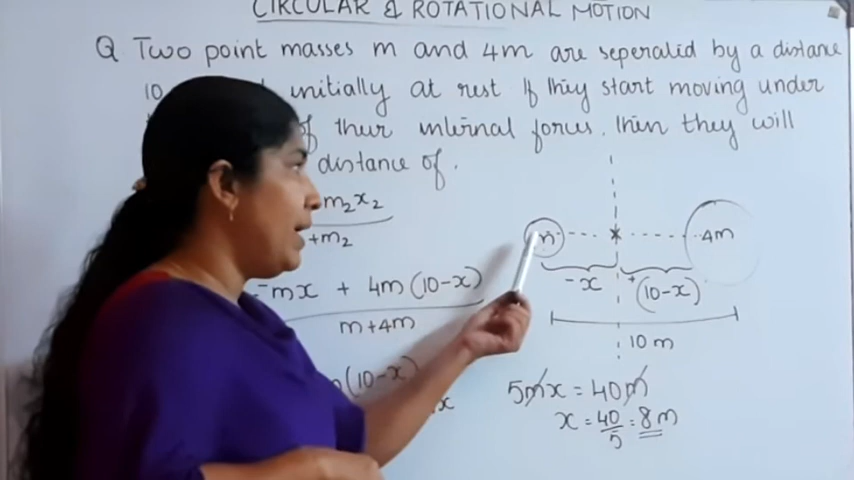 CIRCULAR & ROTATIONAL MOTION
Q Two point masses m and 4m are seperated by a distance
10 initially at rest If they start moving under
of their internal forces. then they will
distance of.
m₂x₂
+m₂
-mx + 4m(10-x)
m+4m
(10-x)
x
m
4m
-x
+(10-x)
10 m
5mx = 40m
x = 40/5 = 8m